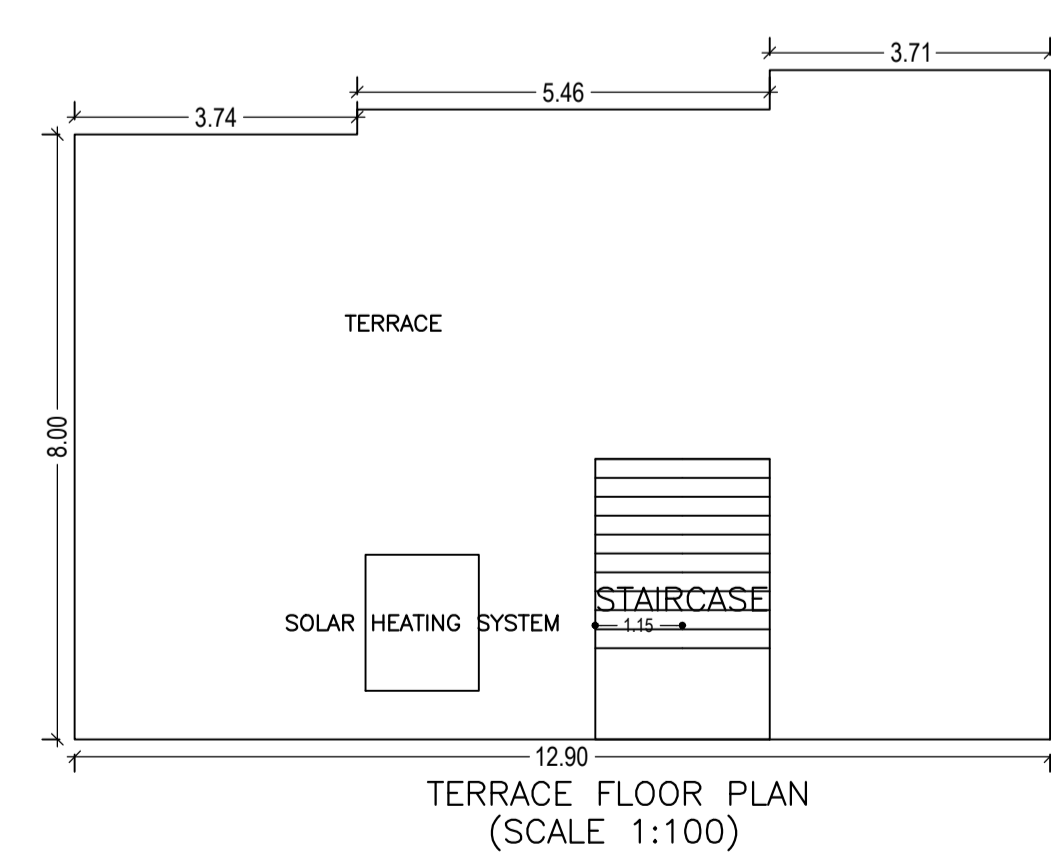 3.71
5.46
3.74
TERRACE
8.00
STAIRCASE
SOLAR HEATING SYSTEM
1.15
12.90
TERRACE FLOOR PLAN
(SCALE 1:100)